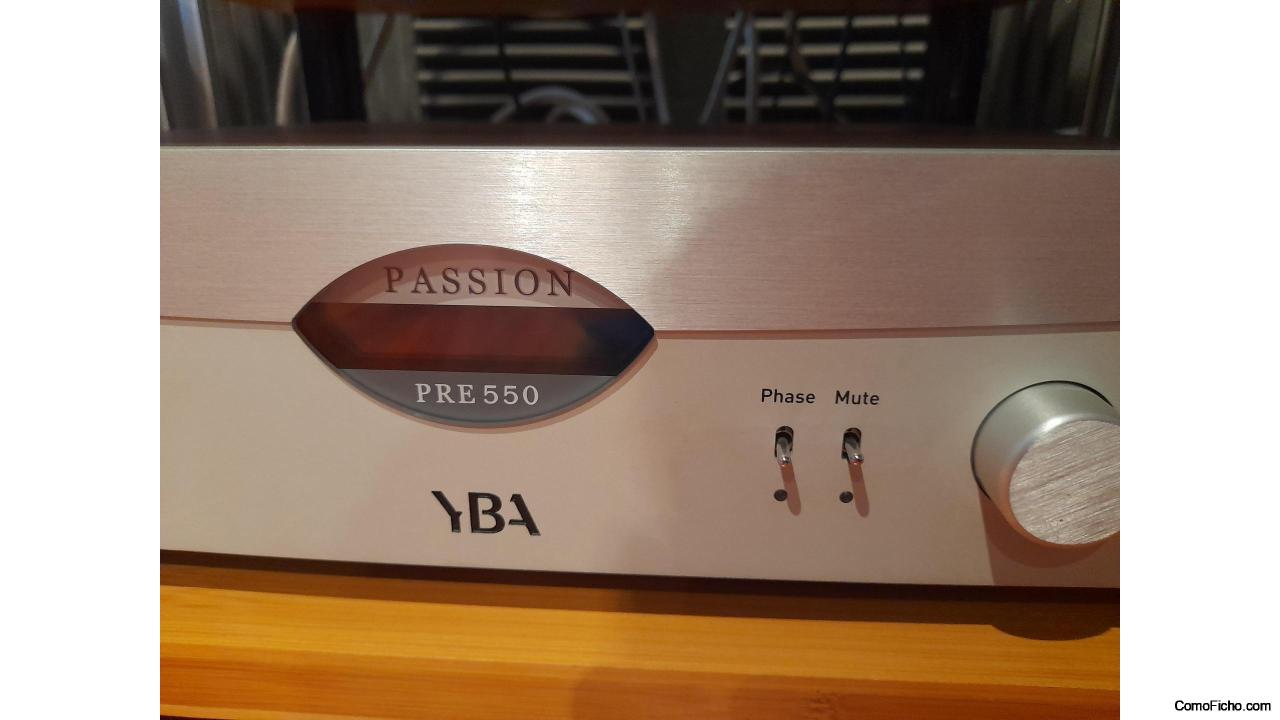 PASSION
PRE550
Phase Mute
YBA
ComoFicho.com